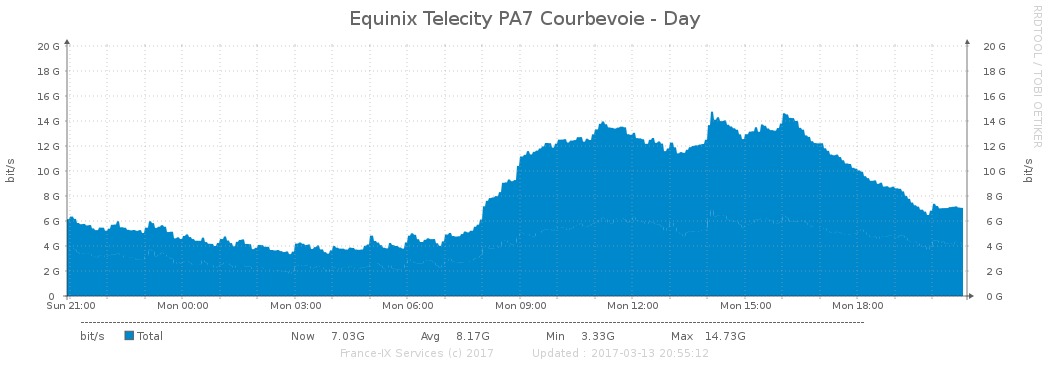 Equinix Telecity PA7 Courbevoie - Day
RRDTOOL / TOBI OETIKER
bit/s
20 G 20 G
18 G 18 G
16 G 16 G
14 G 14 G
12 G 12 G
10 G 10 G
8 G 8 G
6 G 6 G
4 G 4 G
2 G 2 G
0 0 G
bit/s
Sun 21:00 Mon 00:00 Mon 03:00 Mon 06:00 Mon 09:00 Mon 12:00 Mon 15:00 Mon 18:00
bit/s Total Now 7.03G Avg 8.17G Min 3.33G Max 14.73G
France-IX Services (c) 2017 Updated : 2017-03-13 20:55:12